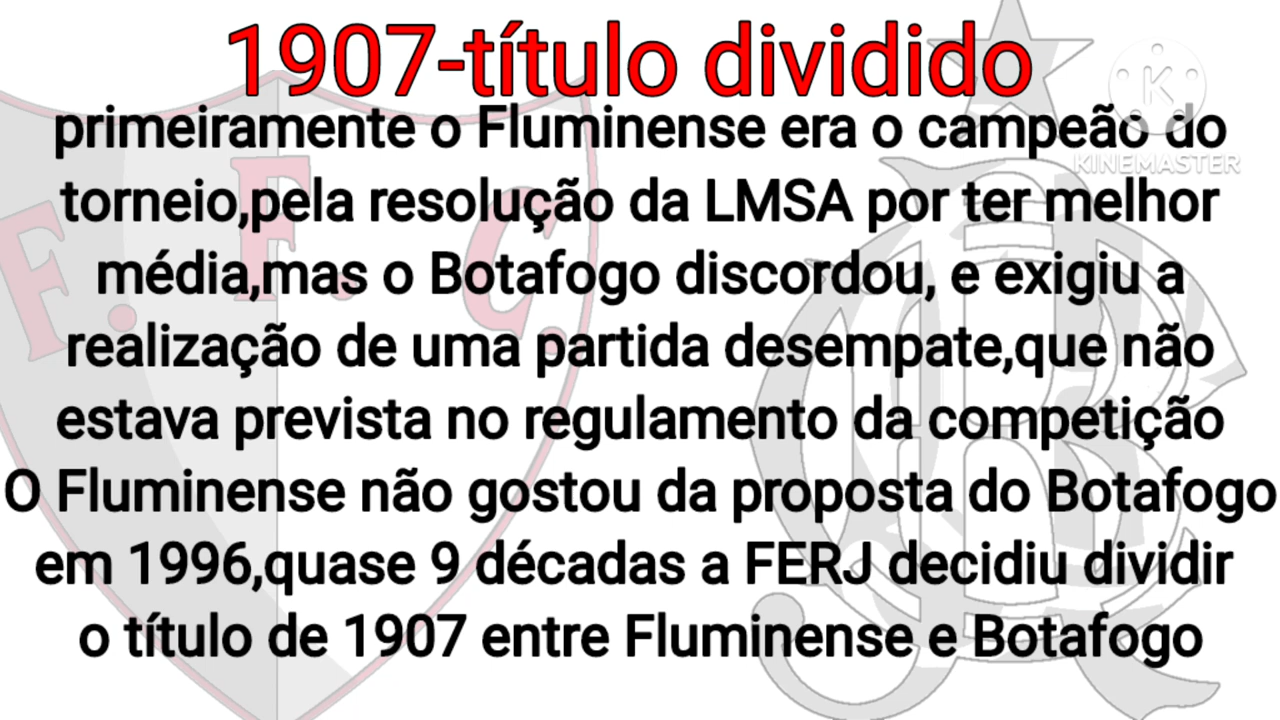 1907-título dividido
primeiramente o Fluminense era o campeão do
torneio,pela resolução da LMSA por ter melhor
média,mas o Botafogo discordou, e exigiu a
realização de uma partida desempate,que não
estava prevista no regulamento da competição
O Fluminense não gostou da proposta do Botafogo
em 1996,quase 9 décadas a FERJ decidiu dividir
o título de 1907 entre Fluminense e Botafogo
K
KINEMASTER
F. F. C.